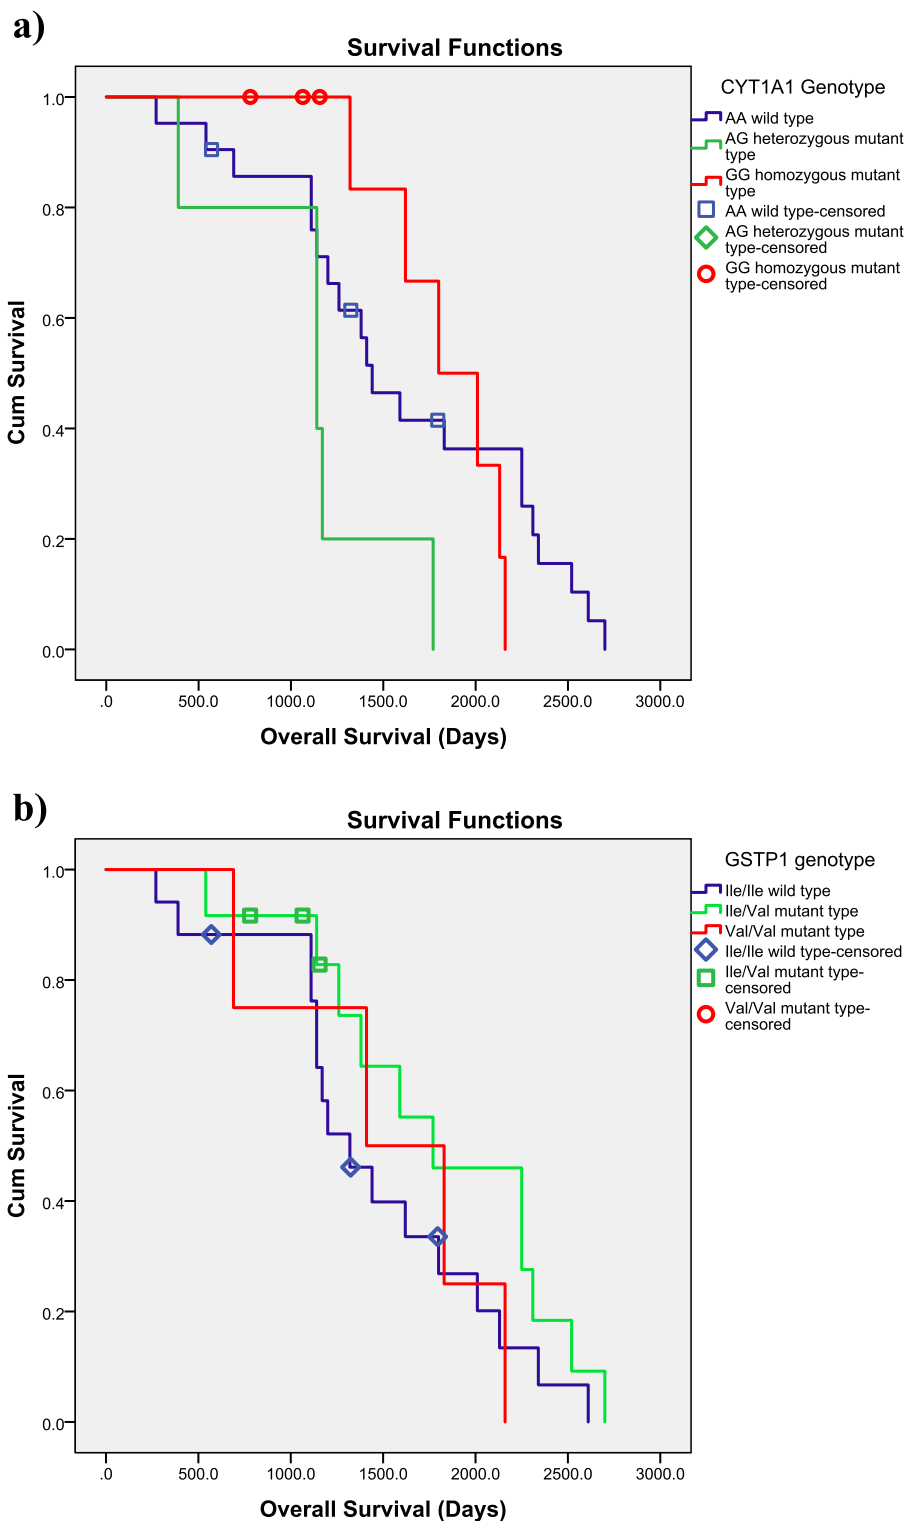 a)
Survival Functions
CYT1A1 Genotype
AA wild type
AG heterozygous mutant
type
GG homozygous mutant
type
AA wild type-censored
AG heterozygous mutant
type-censored
GG homozygous mutant
type-censored
Cum Survival
1.0
0.8
0.6
0.4
0.2
0.0
.0 500.0 1000.0 1500.0 2000.0 2500.0 3000.0
Overall Survival (Days)
b)
Survival Functions
GSTP1 genotype
Ile/Ile wild type
Ile/Val mutant type
Val/Val mutant type
Ile/Ile wild type-censored
Ile/Val mutant type-
censored
Val/Val mutant type-
censored
Cum Survival
1.0
0.8
0.6
0.4
0.2
0.0
.0 500.0 1000.0 1500.0 2000.0 2500.0 3000.0
Overall Survival (Days)